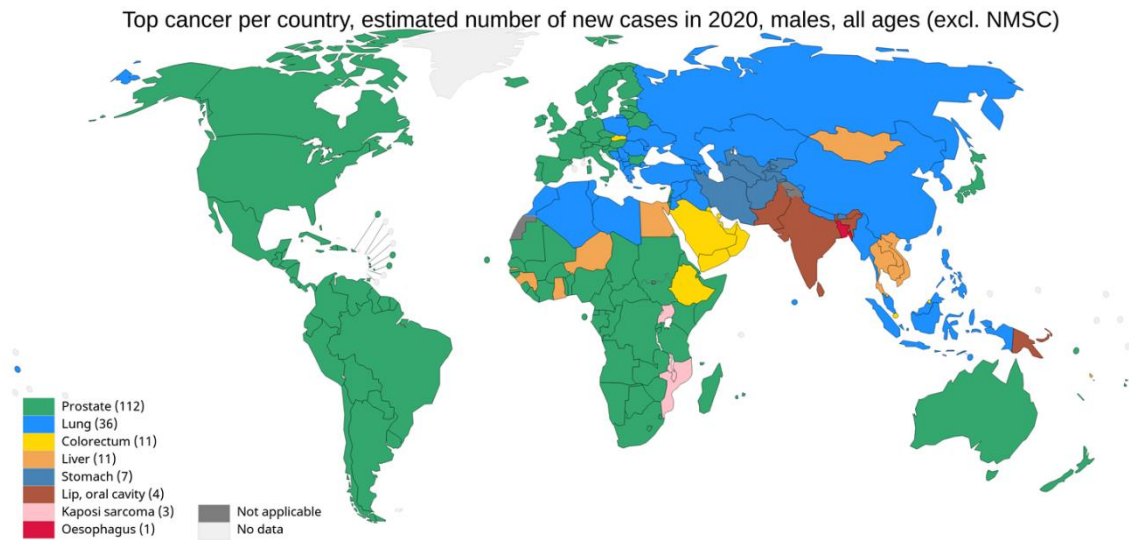 Top cancer per country, estimated number of new cases in 2020, males, all ages (excl. NMSC)
Prostate (112)
Lung (36)
Colorectum (11)
Liver (11)
Stomach (7)
Lip, oral cavity (4)
Kaposi sarcoma (3)
Oesophagus (1)
Not applicable
No data